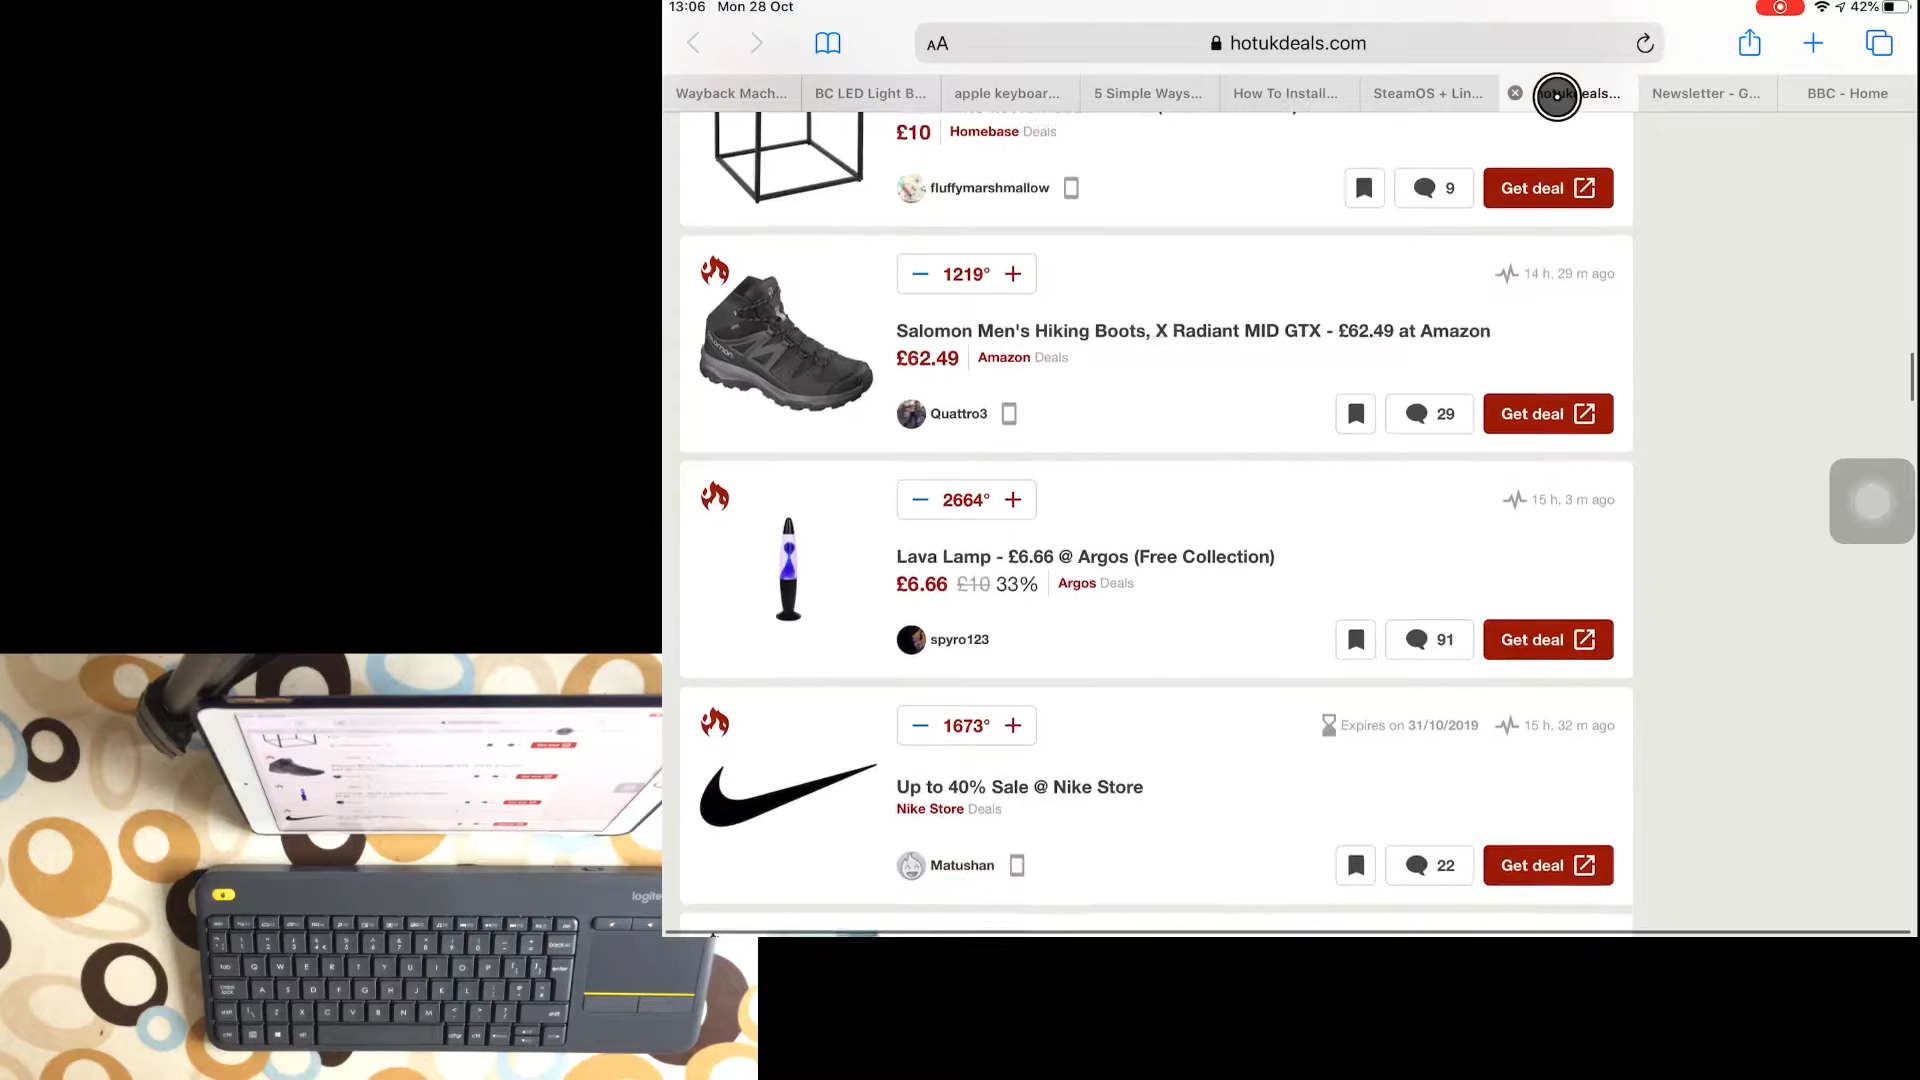 13:06 Mon 28 Oct
42%
AA
hotukdeals.com
Wayback Mach...
BC LED Light B...
apple keyboar...
5 Simple Ways...
How To Install...
SteamOS + Lin...
Newsletter - G...
BBC - Home
£10 Homebase Deals
fluffymarshmallow
9
Get deal
1219°
14 h, 29 m ago
Salomon Men's Hiking Boots, X Radiant MID GTX - £62.49 at Amazon
£62.49 Amazon Deals
Quattro3
29
Get deal
2664°
15 h, 3 m ago
Lava Lamp - £6.66 @ Argos (Free Collection)
£6.66 £10 33% Argos Deals
spyro123
91
Get deal
1673°
Expires on 31/10/2019
15 h, 32 m ago
Up to 40% Sale @ Nike Store
Nike Store Deals
Matushan
22
Get deal
tab Q W E R T Y U I O P
A S D F G H J K L
Z X C V B N M